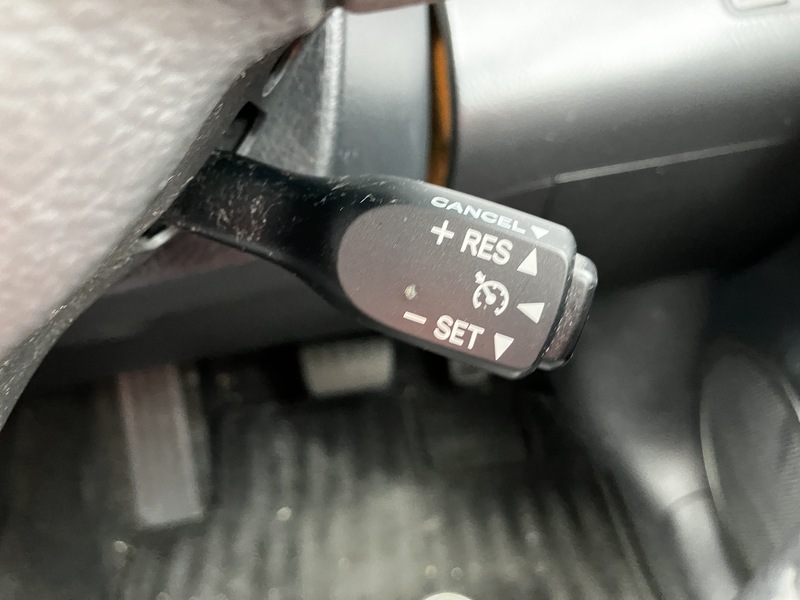 CANCEL
+ RES
- SET